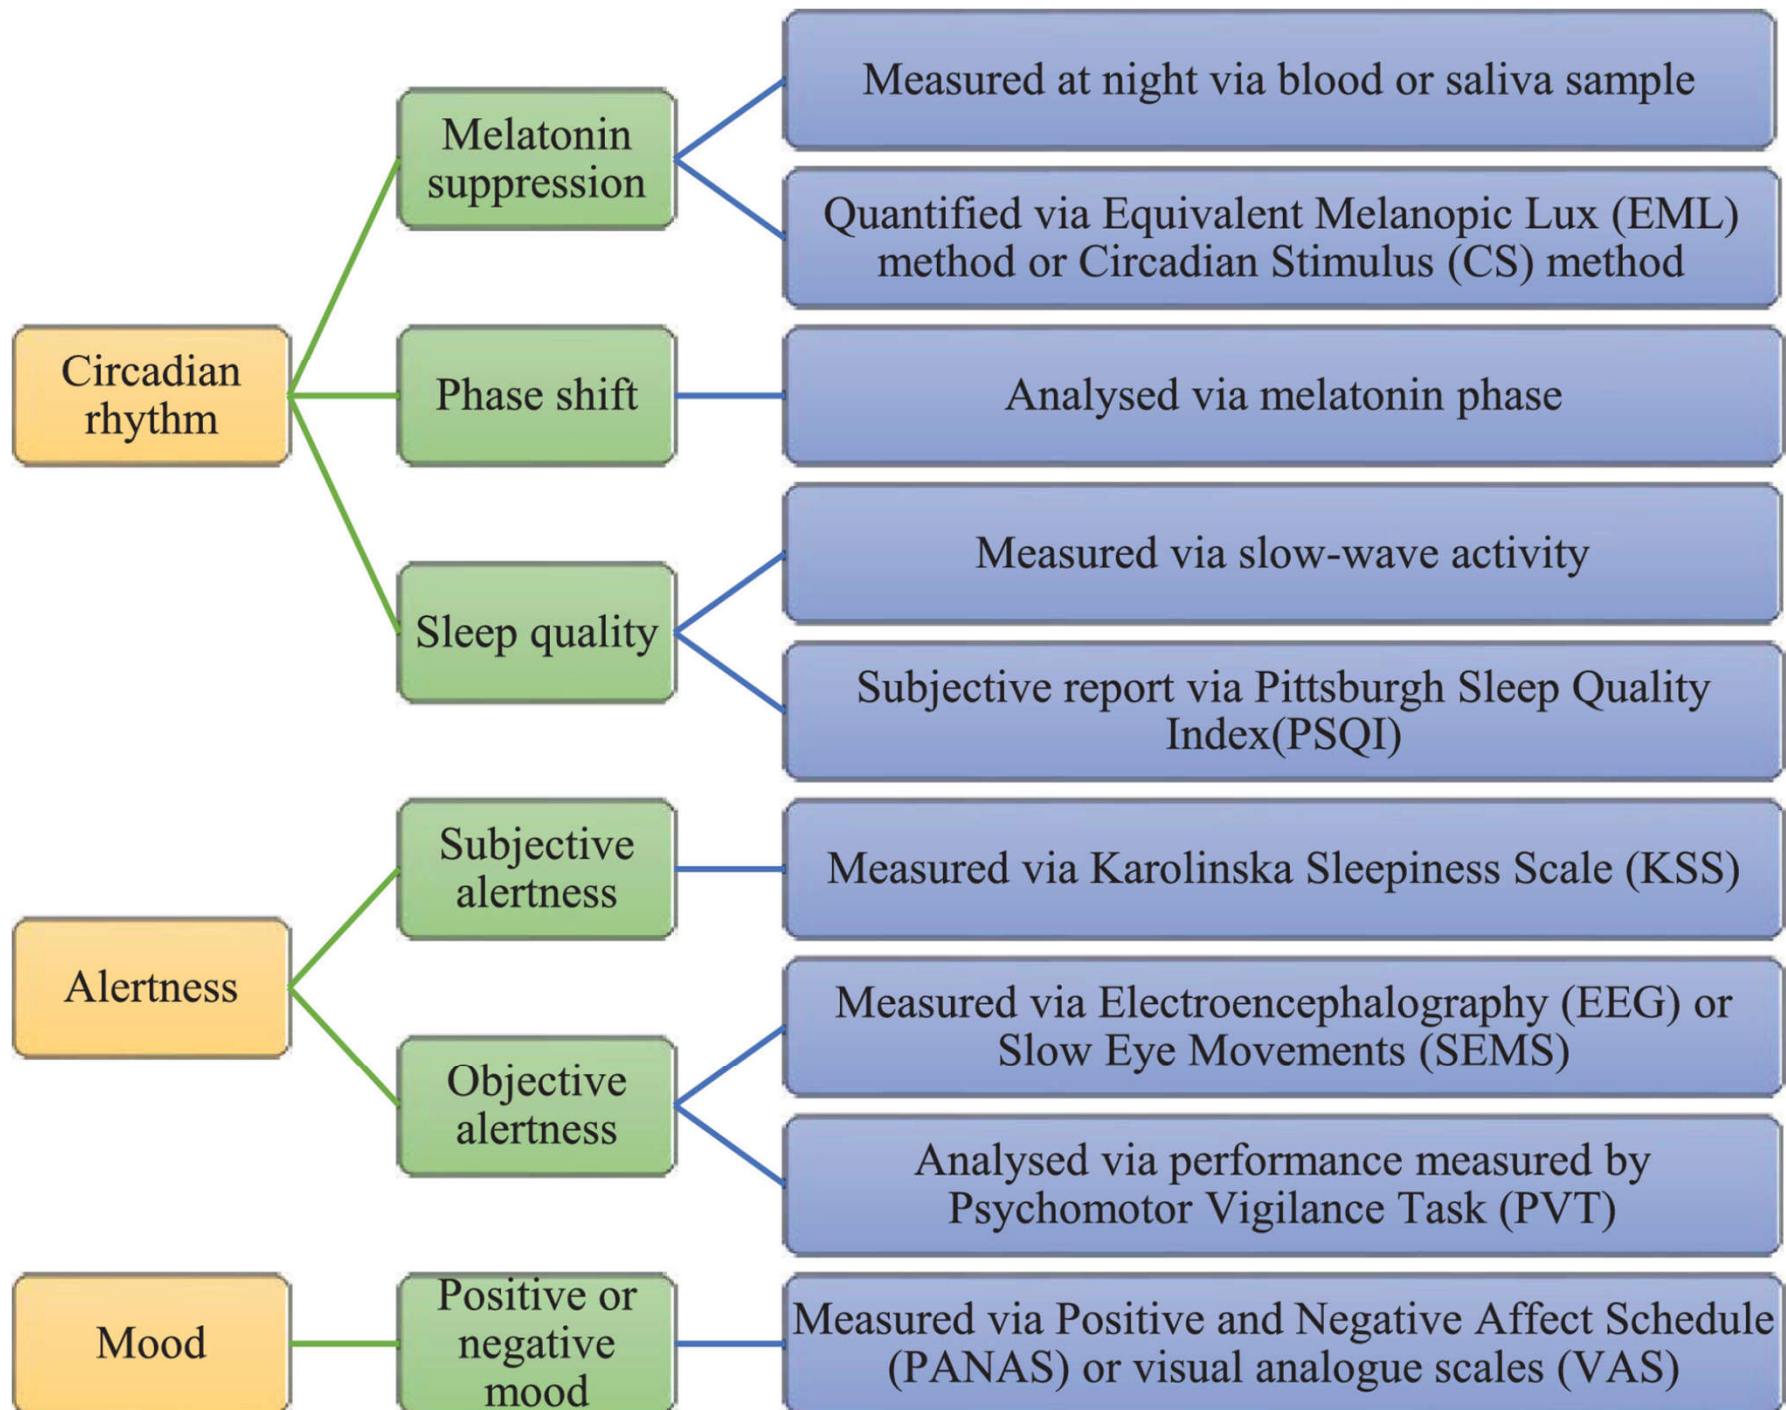 Circadian
rhythm
Melatonin
suppression
Measured at night via blood or saliva sample
Quantified via Equivalent Melanopic Lux (EML)
method or Circadian Stimulus (CS) method
Phase shift
Analysed via melatonin phase
Sleep quality
Measured via slow-wave activity
Subjective report via Pittsburgh Sleep Quality
Index(PSQI)
Alertness
Subjective
alertness
Measured via Karolinska Sleepiness Scale (KSS)
Objective
alertness
Measured via Electroencephalography (EEG) or
Slow Eye Movements (SEMS)
Analysed via performance measured by
Psychomotor Vigilance Task (PVT)
Mood
Positive or
negative
mood
Measured via Positive and Negative Affect Schedule
(PANAS) or visual analogue scales (VAS)